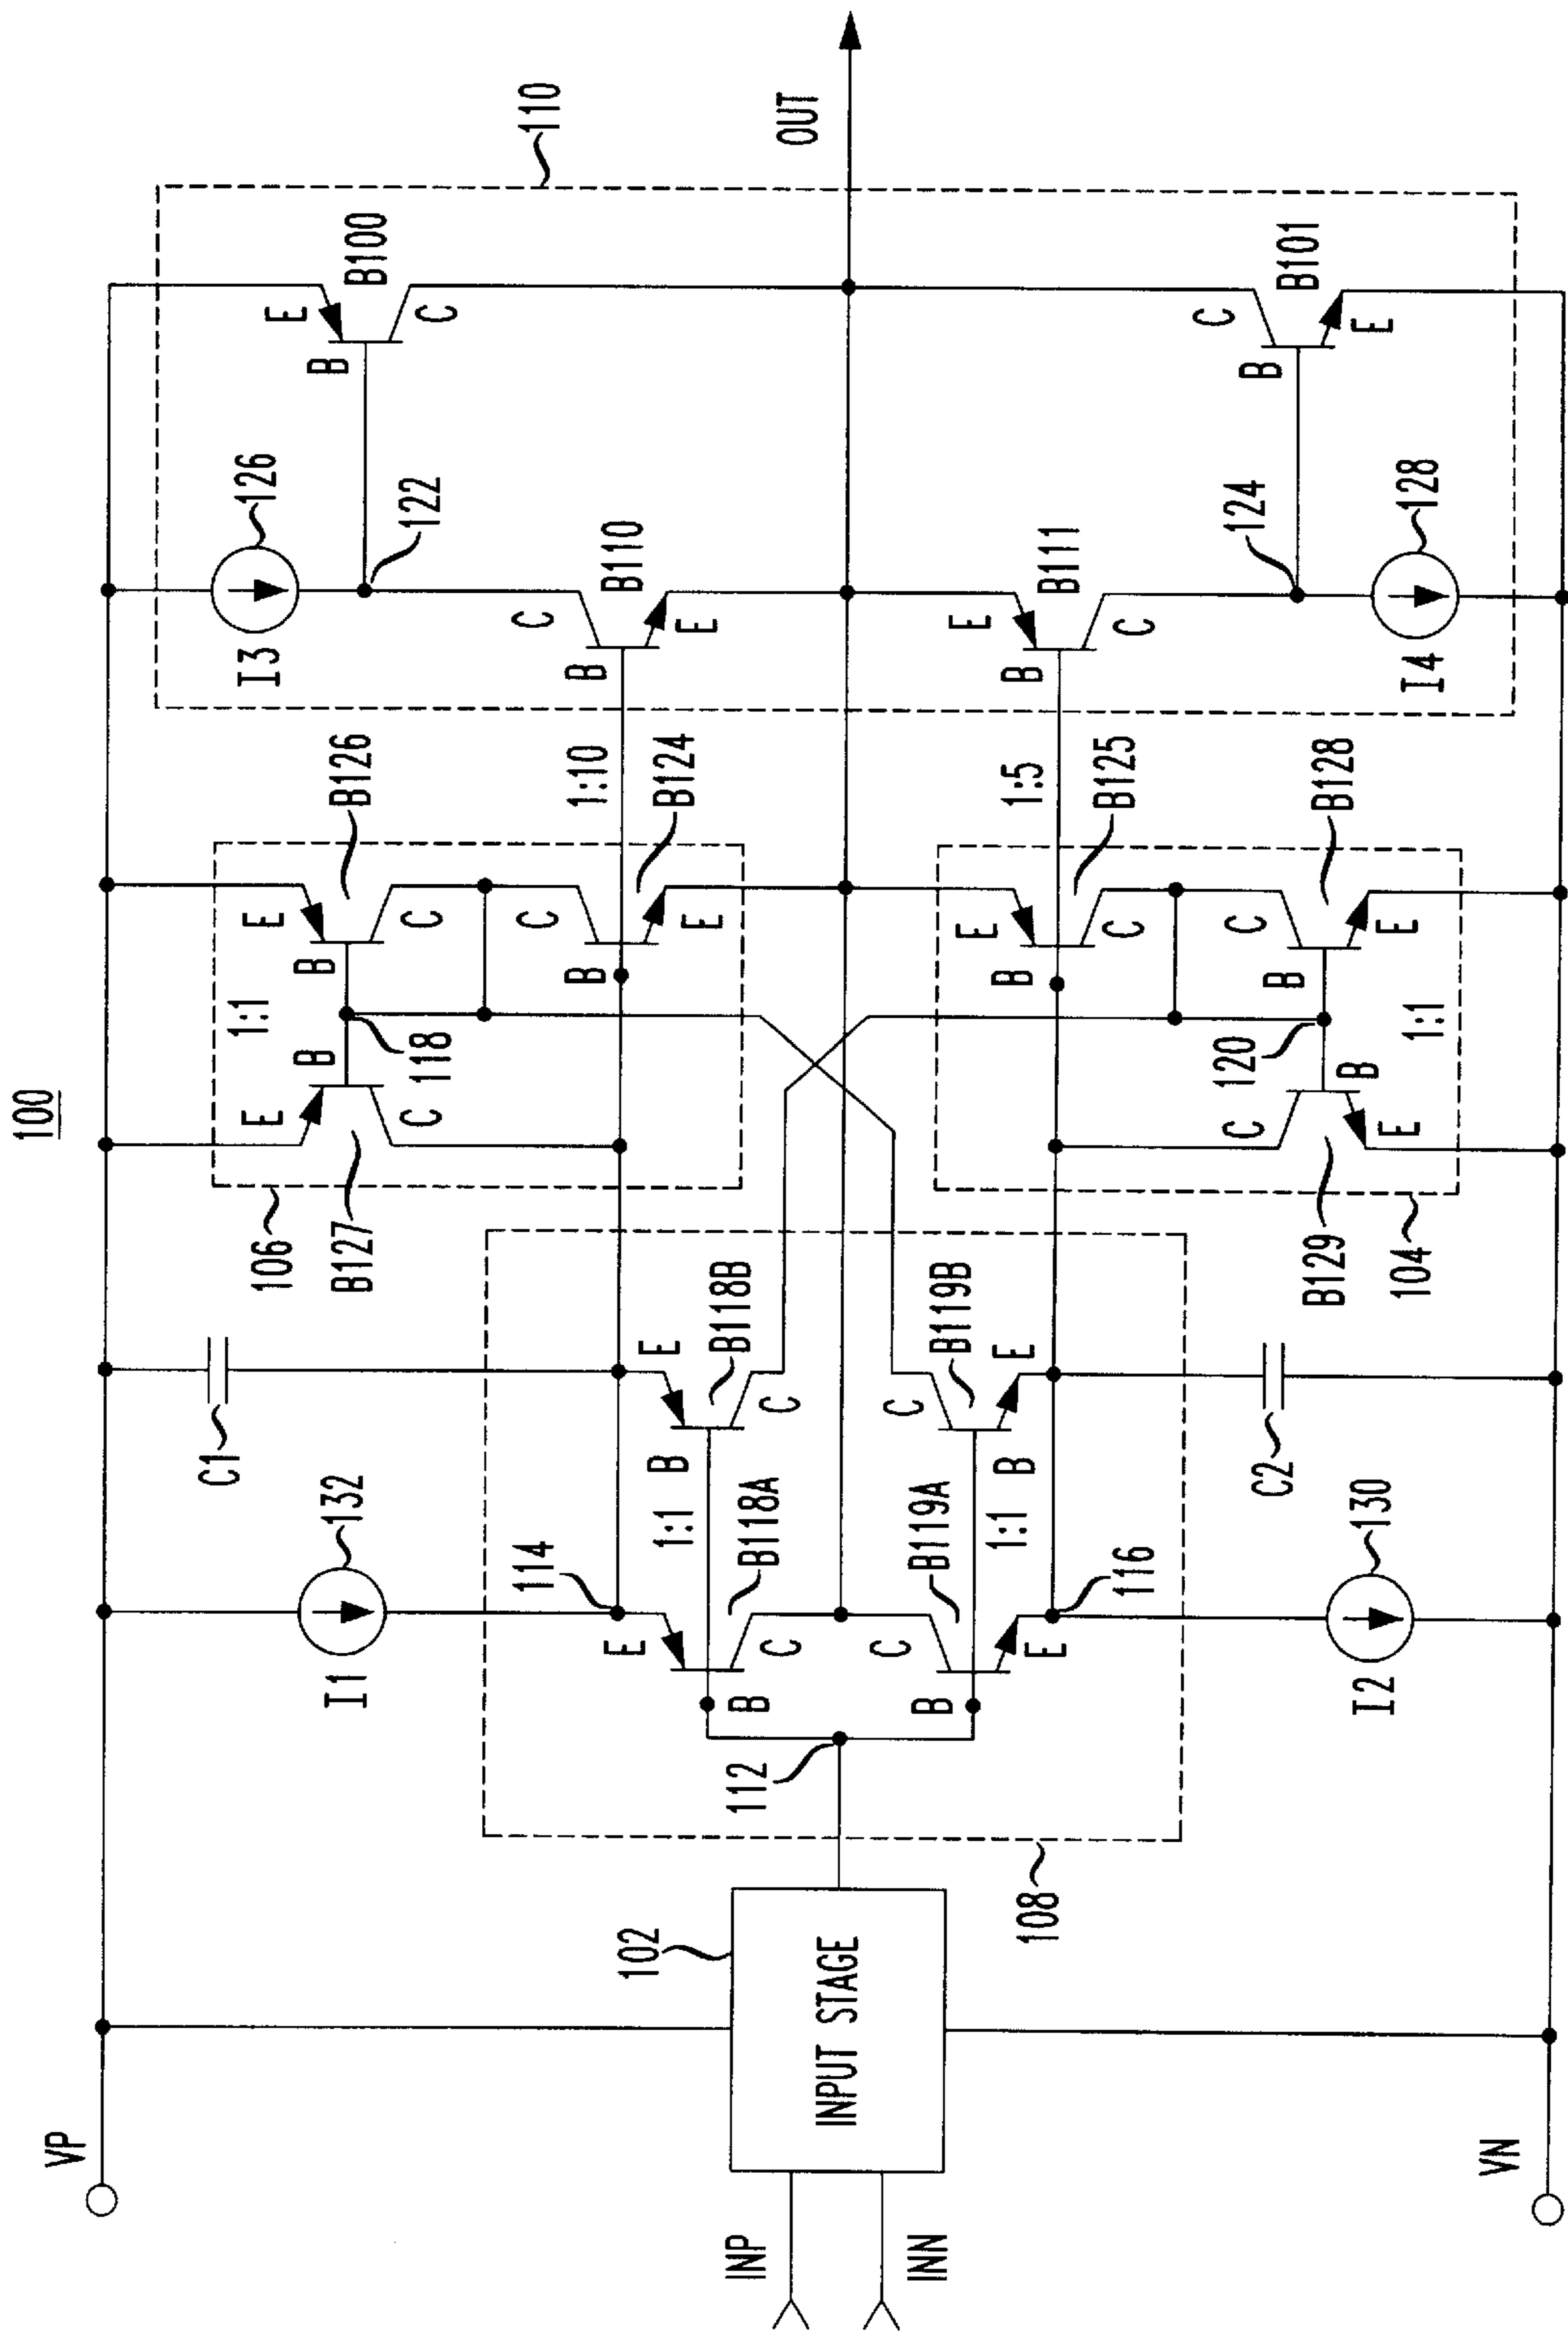 100
VP
VN
INP
INN
INPUT STAGE
102
108
112
I1
132
114
C1
E
B
C
B118A
1:1
E
B
C
B118B
C
B
E
B119A
1:1
C
B
E
B119B
116
I2
130
C2
106
B127
E
B
C
1:1
118
E
B
C
B126
C
B
E
B124
1:10
E
B
C
B125
1:5
120
C
B
E
B128
1:1
C
B
E
B129
104
I3
126
122
C
B
E
B110
E
B
C
B111
124
I4
128
110
E
B
C
B100
C
B
E
B101
OUT